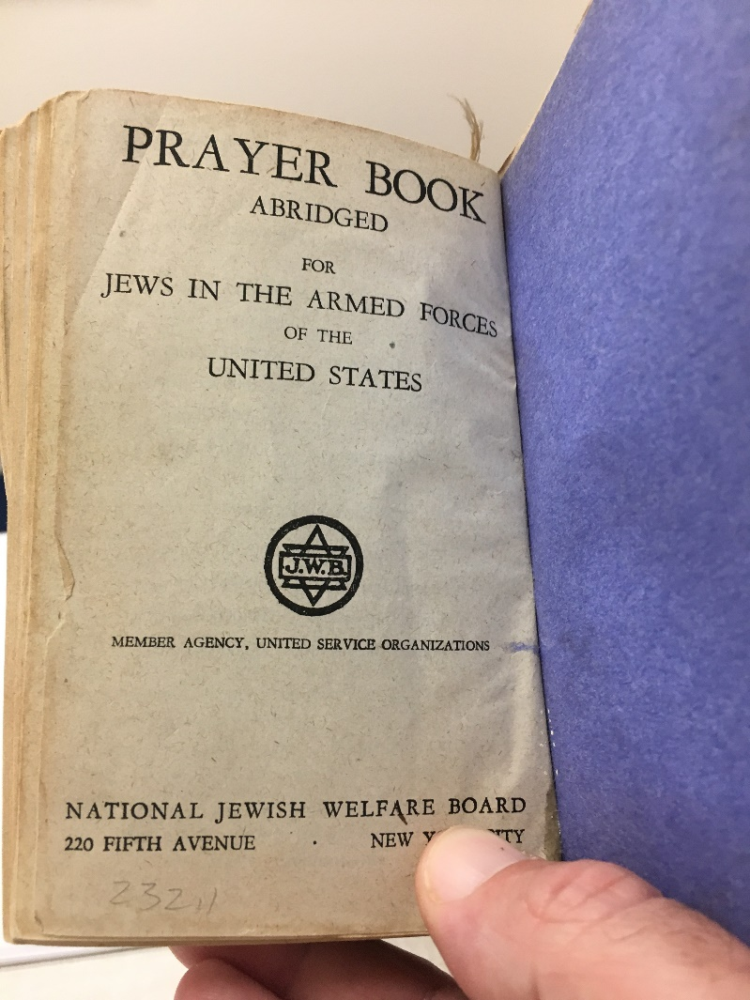 PRAYER BOOK
ABRIDGED
FOR
JEWS IN THE ARMED FORCES
OF THE
UNITED STATES
J.W.B.
MEMBER AGENCY, UNITED SERVICE ORGANIZATIONS
NATIONAL JEWISH WELFARE BOARD
220 FIFTH AVENUE · NEW